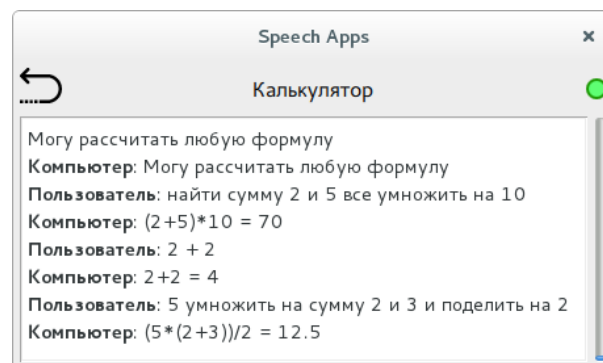 Speech Apps
Калькулятор
Могу рассчитать любую формулу
Компьютер: Могу рассчитать любую формулу
Пользователь: найти сумму 2 и 5 все умножить на 10
Компьютер: (2+5)*10 = 70
Пользователь: 2 + 2
Компьютер: 2+2 = 4
Пользователь: 5 умножить на сумму 2 и 3 и поделить на 2
Компьютер: (5*(2+3))/2 = 12.5